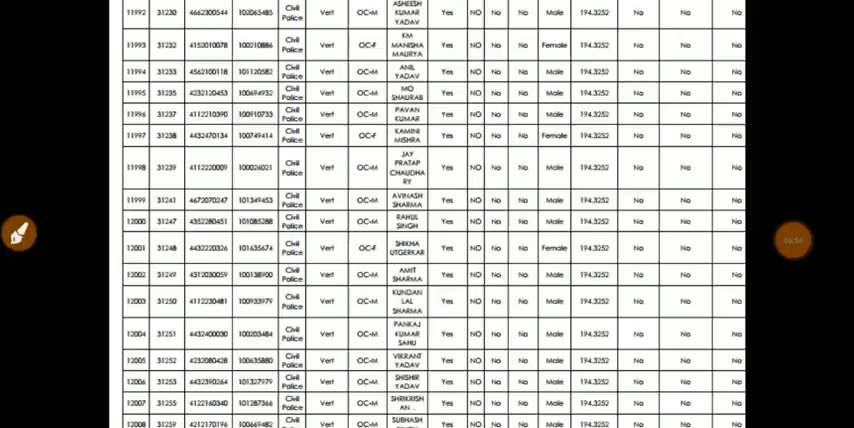 11992 31230 4662300544 102065485 Civil Police Vert OC-M ASHEESH KUMAR YADAV Yes NO No No Male 194.3252 No No No
11993 31232 4152010078 100210886 Civil Police Vert OC-F KM MANISHA MAURYA Yes NO No No Female 194.3252 No No No
11994 31233 4562100118 101120582 Civil Police Vert OC-M ANIL YADAV Yes NO No No Male 194.3252 No No No
11995 31235 4232120453 100694932 Civil Police Vert OC-M MO SHAURAB Yes NO No No Male 194.3252 No No No
11996 31237 4112210390 100910733 Civil Police Vert OC-M PAVAN KUMAR Yes NO No No Male 194.3252 No No No
11997 31238 4432470134 100749414 Civil Police Vert OC-F KAMINI MISHRA Yes NO No No Female 194.3252 No No No
11998 31239 4112220009 100026021 Civil Police Vert OC-M JAY PRATAP CHAUDHA RY Yes NO No No Male 194.3252 No No No
11999 31241 4672070247 101349453 Civil Police Vert OC-M AVINASH SHARMA Yes NO No No Male 194.3252 No No No
12000 31247 4352280451 101085288 Civil Police Vert OC-M RAHUL SINGH Yes NO No No Male 194.3252 No No No
12001 31248 4432220326 101635674 Civil Police Vert OC-F SHIKHA UTGERKAR Yes NO No No Female 194.3252 No No No
12002 31249 4312030059 100138900 Civil Police Vert OC-M AMIT SHARMA Yes NO No No Male 194.3252 No No No
12003 31250 4112230481 100933979 Civil Police Vert OC-M KUNDAN LAL SHARMA Yes NO No No Male 194.3252 No No No
12004 31251 4432400030 100203484 Civil Police Vert OC-M PANKAJ KUMAR SAHU Yes NO No No Male 194.3252 No No No
12005 31252 4232080428 100635880 Civil Police Vert OC-M VIKRANT YADAV Yes NO No No Male 194.3252 No No No
12006 31253 4432390264 101327979 Civil Police Vert OC-M SHISHIR YADAV Yes NO No No Male 194.3252 No No No
12007 31255 4122160340 101287366 Civil Police Vert OC-M SHRIKRISH AN . Yes NO No No Male 194.3252 No No No
12008 31259 4212170196 100669482 Civil Police Vert OC-M SUBHASH Yes NO No No Male 194.3252 No No No